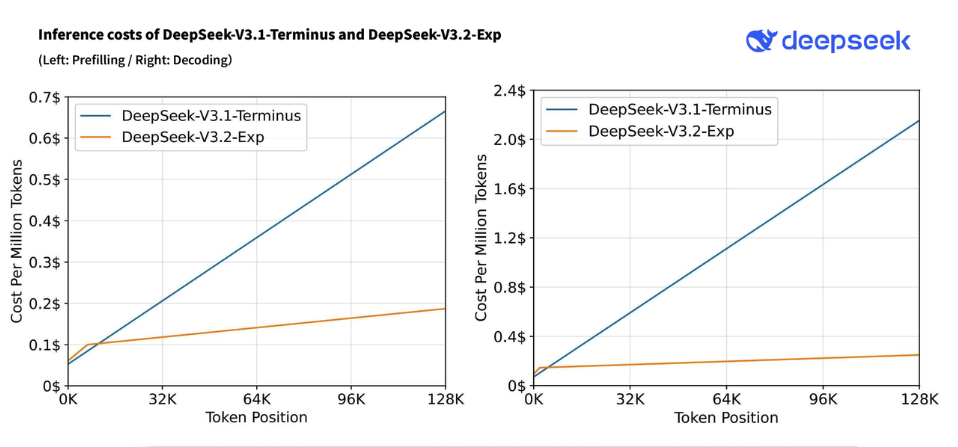 Inference costs of DeepSeek-V3.1-Terminus and DeepSeek-V3.2-Exp
(Left: Prefilling / Right: Decoding)
deepseek
Cost Per Million Tokens
0.7$
0.6$
0.5$
0.4$
0.3$
0.2$
0.1$
0$
DeepSeek-V3.1-Terminus
DeepSeek-V3.2-Exp
0K 32K 64K 96K 128K
Token Position
Cost Per Million Tokens
2.4$
2.0$
1.6$
1.2$
0.8$
0.4$
0$
DeepSeek-V3.1-Terminus
DeepSeek-V3.2-Exp
0K 32K 64K 96K 128K
Token Position